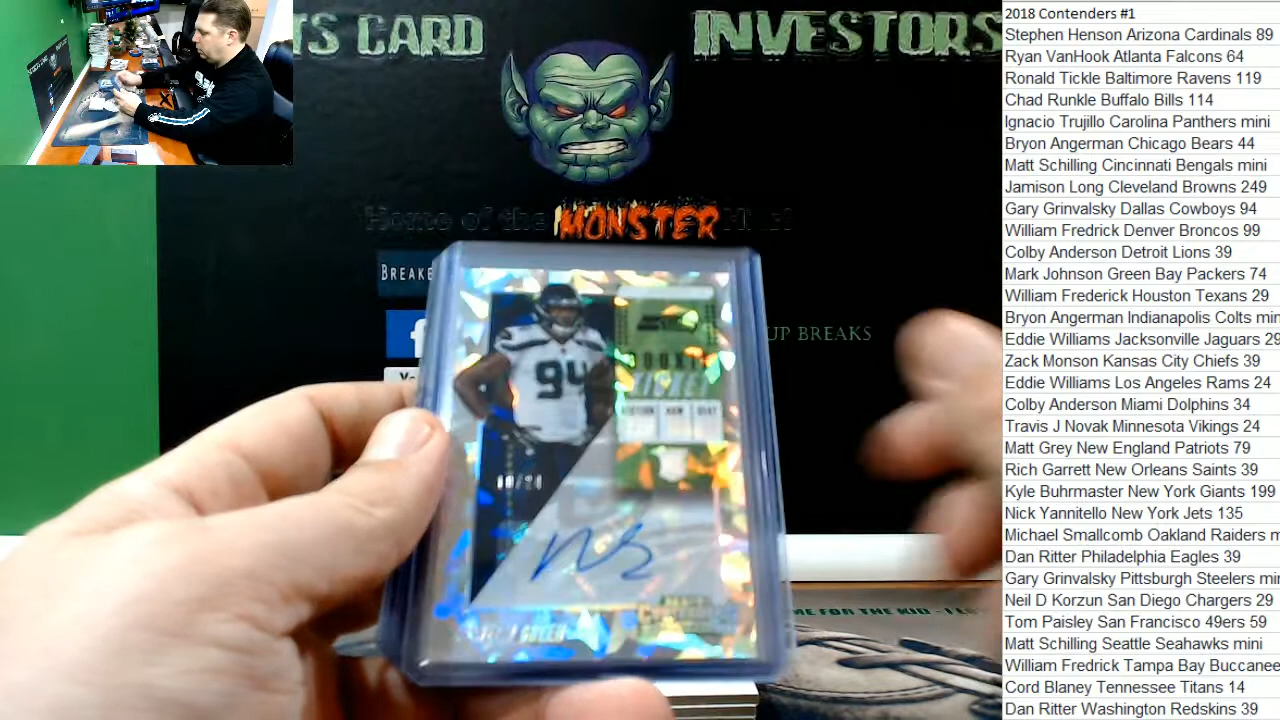 TS CARD
INVESTORS
Home of the MONSTER
BREAKE
UP BREAKS
f
94
ROOKIE
TICKET
ME FOR THE KID - I
2018 Contenders #1
Stephen Henson Arizona Cardinals 89
Ryan VanHook Atlanta Falcons 64
Ronald Tickle Baltimore Ravens 119
Chad Runkle Buffalo Bills 114
Ignacio Trujillo Carolina Panthers mini
Bryon Angerman Chicago Bears 44
Matt Schilling Cincinnati Bengals mini
Jamison Long Cleveland Browns 249
Gary Grinvalsky Dallas Cowboys 94
William Fredrick Denver Broncos 99
Colby Anderson Detroit Lions 39
Mark Johnson Green Bay Packers 74
William Frederick Houston Texans 29
Bryon Angerman Indianapolis Colts min
Eddie Williams Jacksonville Jaguars 29
Zack Monson Kansas City Chiefs 39
Eddie Williams Los Angeles Rams 24
Colby Anderson Miami Dolphins 34
Travis J Novak Minnesota Vikings 24
Matt Grey New England Patriots 79
Rich Garrett New Orleans Saints 39
Kyle Buhrmaster New York Giants 199
Nick Yannitello New York Jets 135
Michael Smallcomb Oakland Raiders m
Dan Ritter Philadelphia Eagles 39
Gary Grinvalsky Pittsburgh Steelers min
Neil D Korzun San Diego Chargers 29
Tom Paisley San Francisco 49ers 59
Matt Schilling Seattle Seahawks mini
William Fredrick Tampa Bay Buccanee
Cord Blaney Tennessee Titans 14
Dan Ritter Washington Redskins 39